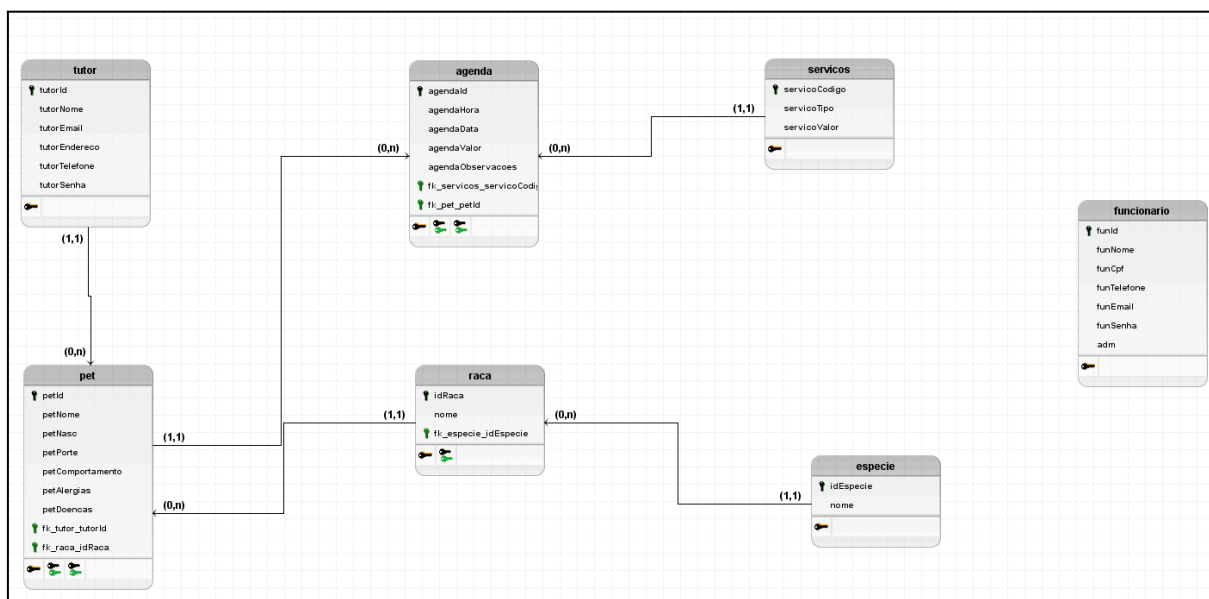 tutor
tutorId
tutorNome
tutorEmail
tutorEndereco
tutorTelefone
tutorSenha
(1,1)
agenda
agendaId
agendaHora
agendaData
agendaValor
agendaObservacoes
fk_servicos_servicoCodi
fk_pet_petId
(0,n)
(0,n)
servicos
servicoCodigo
servicoTipo
servicoValor
(1,1)
funcionario
funId
funNome
funCpf
funTelefone
funEmail
funSenha
adm
(0,n)
pet
petId
petNome
petNasc
petPorte
petComportamento
petAlergias
petDoencas
fk_tutor_tutorId
fk_raca_idRaca
(1,1)
(0,n)
raca
idRaca
nome
fk_especie_idEspecie
(1,1)
(0,n)
especie
idEspecie
nome
(1,1)